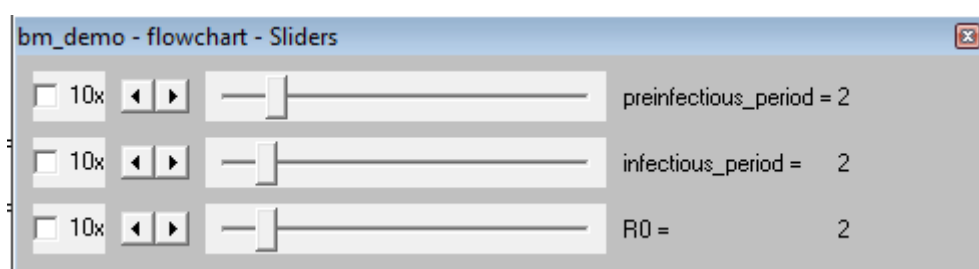 bm_demo - flowchart - Sliders
10x preinfectious_period = 2
10x infectious_period = 2
10x R0 = 2